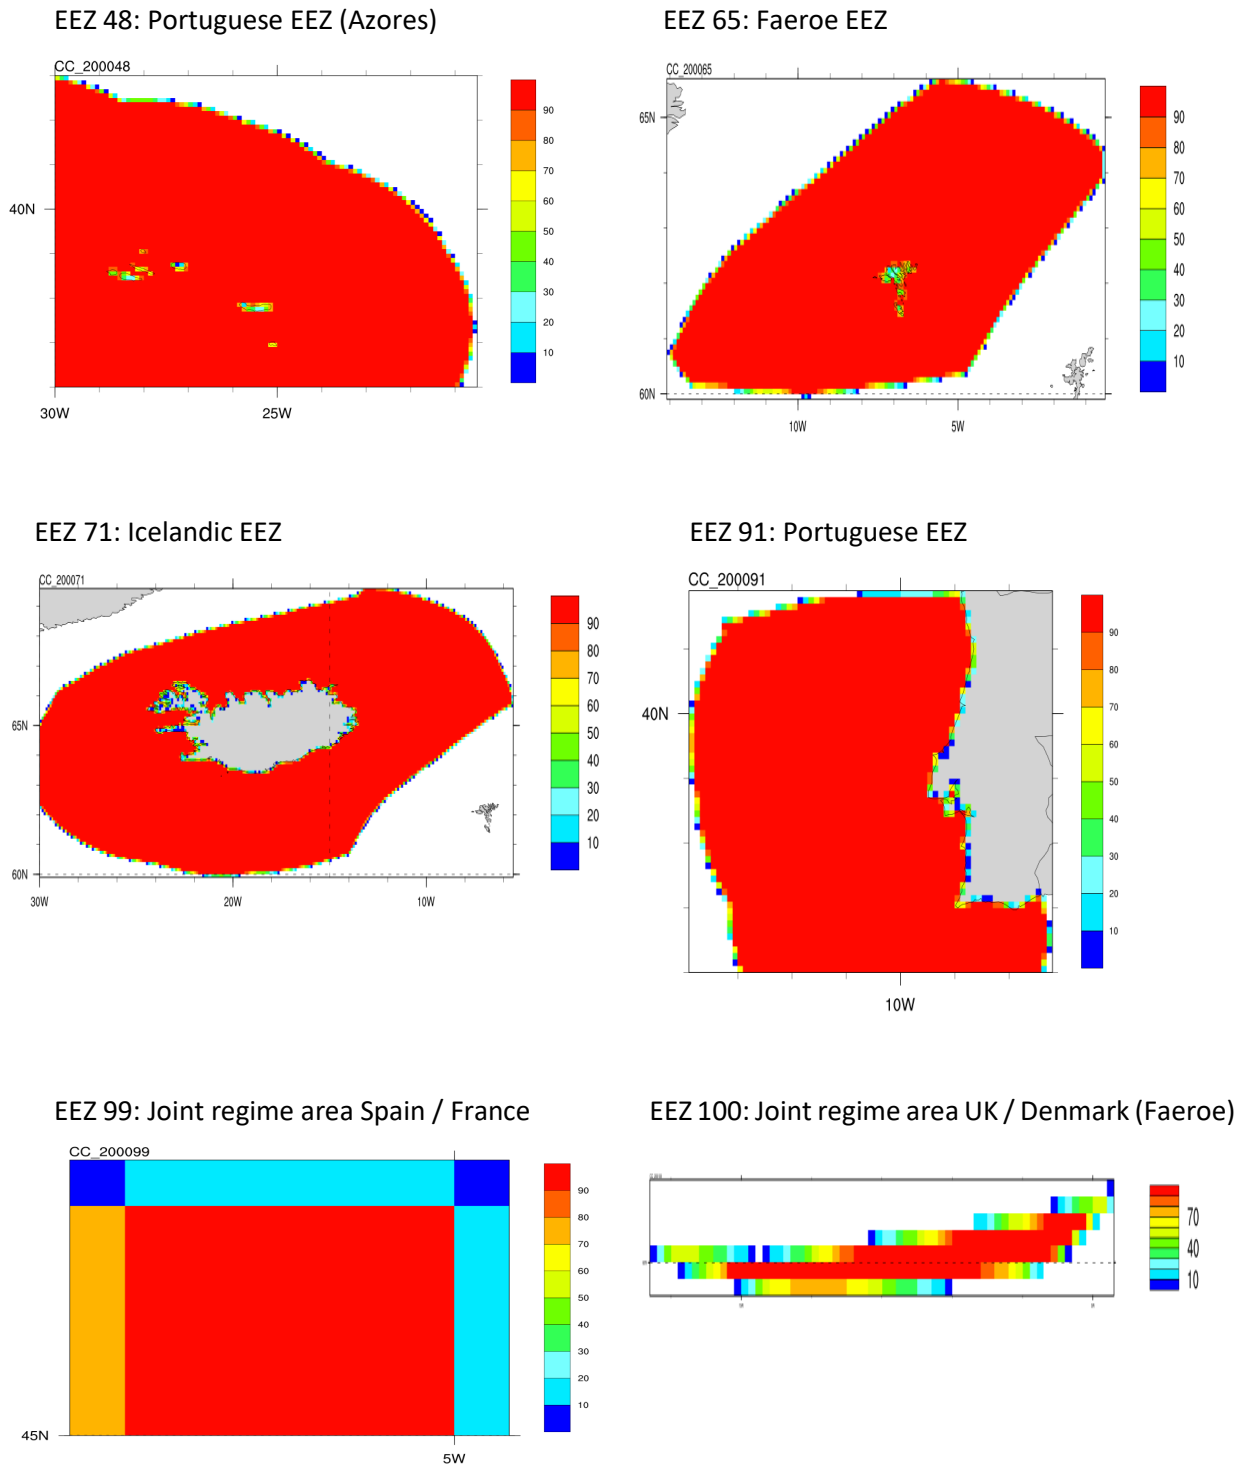 EEZ 48: Portuguese EEZ (Azores)
CC_200048
40N
30W
25W
90
80
70
60
50
40
30
20
10
EEZ 65: Faeroe EEZ
CC_200065
65N
60N
10W
5W
90
80
70
60
50
40
30
20
10
EEZ 71: Icelandic EEZ
CC_200071
65N
60N
30W
20W
10W
90
80
70
60
50
40
30
20
10
EEZ 91: Portuguese EEZ
CC_200091
40N
10W
90
80
70
60
50
40
30
20
10
EEZ 99: Joint regime area Spain / France
CC_200099
45N
5W
90
80
70
60
50
40
30
20
10
EEZ 100: Joint regime area UK / Denmark (Faeroe)
70
40
10